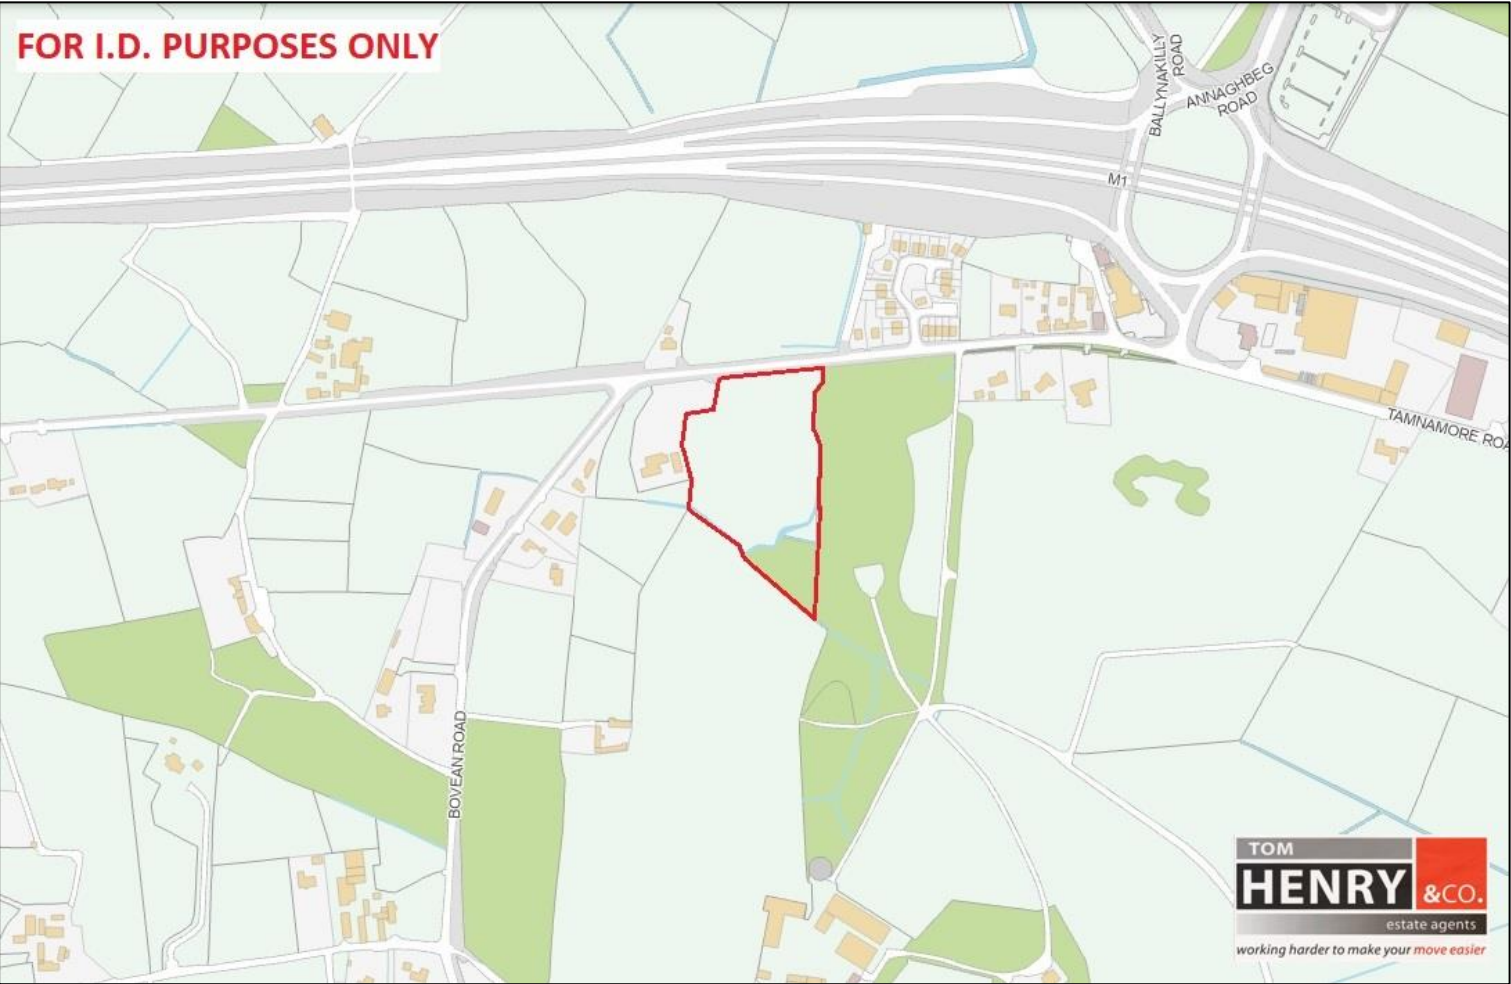 FOR I.D. PURPOSES ONLY
BALLYNAKILLY
ROAD
ANNAGHBEG
ROAD
M1
TAMNAMORE ROA
BOVEAN ROAD
TOM
HENRY &CO.
estate agents
working harder to make your move easier